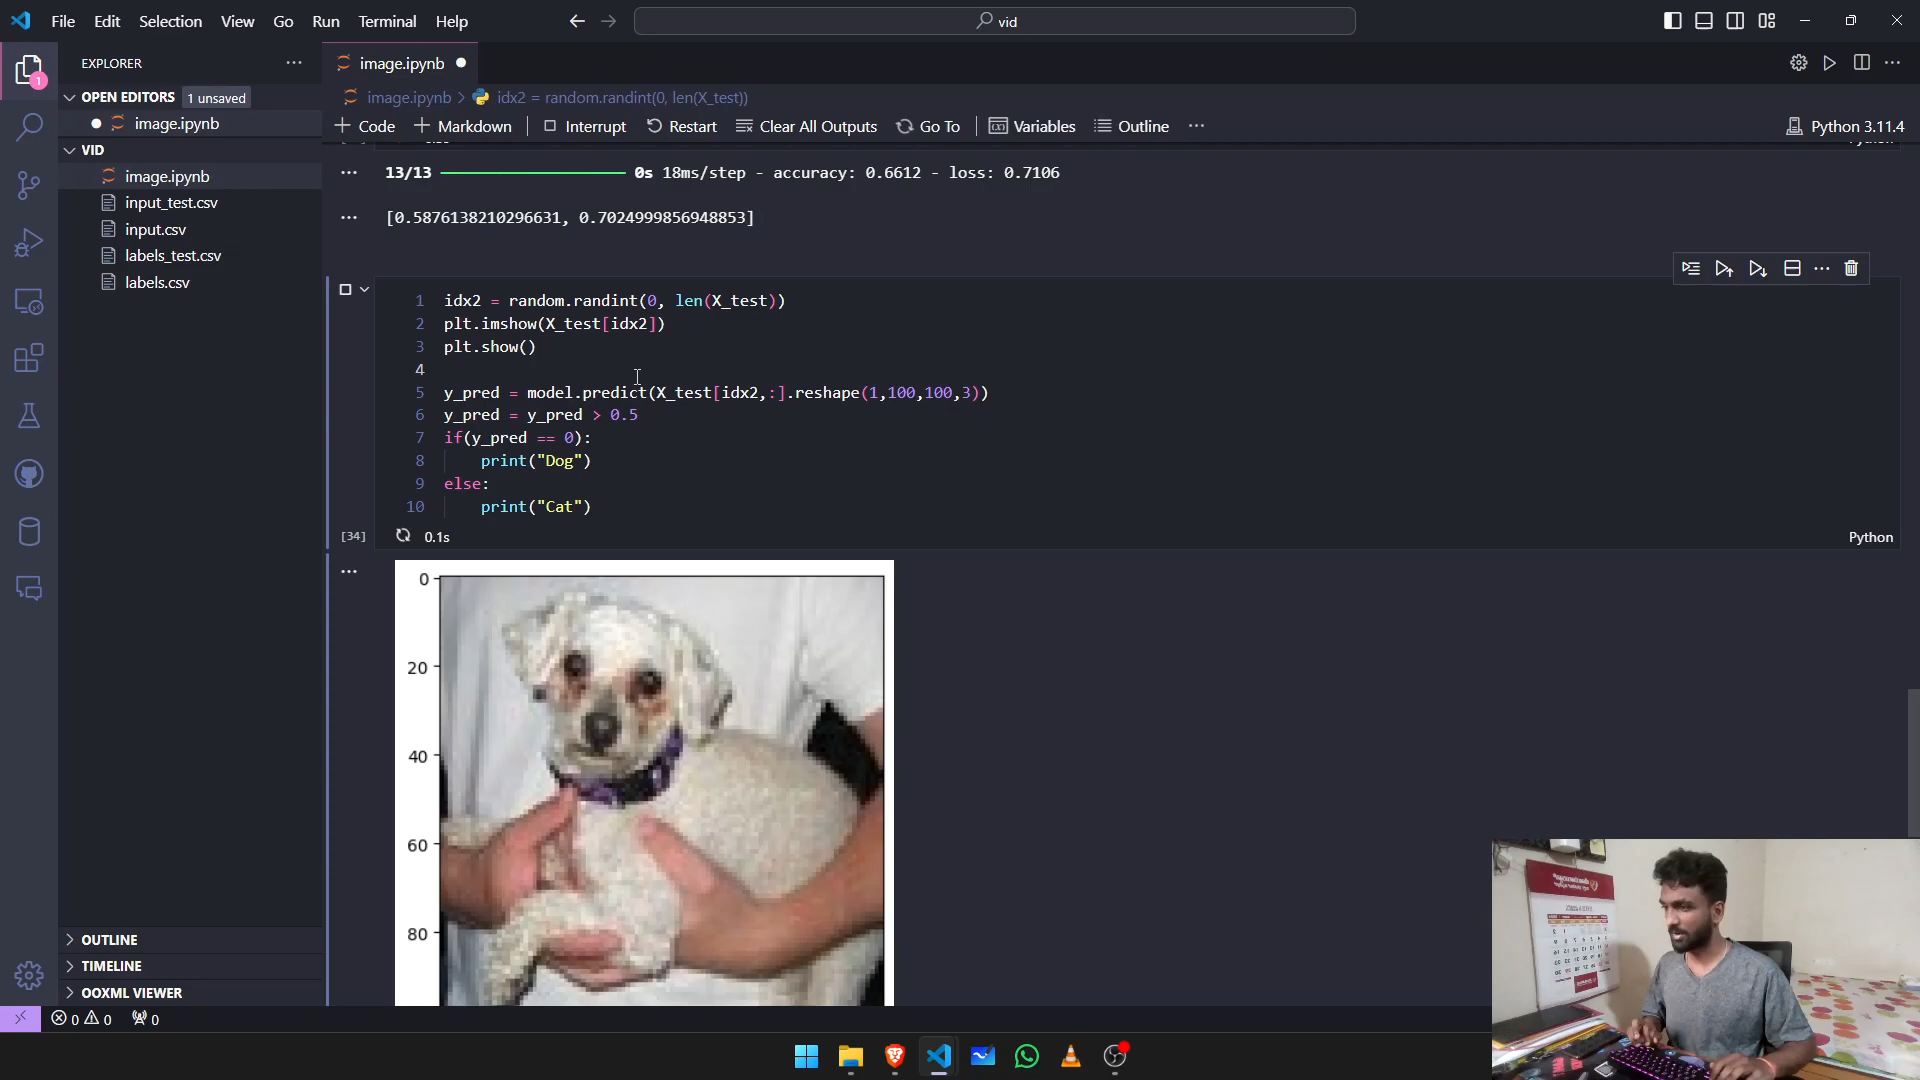 File Edit Selection View Go Run Terminal Help
vid
EXPLORER
OPEN EDITORS 1 unsaved
image.ipynb
VID
image.ipynb
input_test.csv
input.csv
labels_test.csv
labels.csv
OUTLINE
TIMELINE
OOXML VIEWER
1
image.ipynb
image.ipynb > idx2 = random.randint(0, len(X_test))
Code Markdown Interrupt Restart Clear All Outputs Go To Variables Outline
Python 3.11.4
13/13 0s 18ms/step - accuracy: 0.6612 - loss: 0.7106
[0.5876138210296631, 0.7024999856948853]
1 idx2 = random.randint(0, len(X_test))
2 plt.imshow(X_test[idx2])
3 plt.show()
4
5 y_pred = model.predict(X_test[idx2,:].reshape(1,100,100,3))
6 y_pred = y_pred > 0.5
7 if(y_pred == 0):
8 print("Dog")
9 else:
10 print("Cat")
[34] 0.1s
Python
0
20
40
60
80
0 0 0